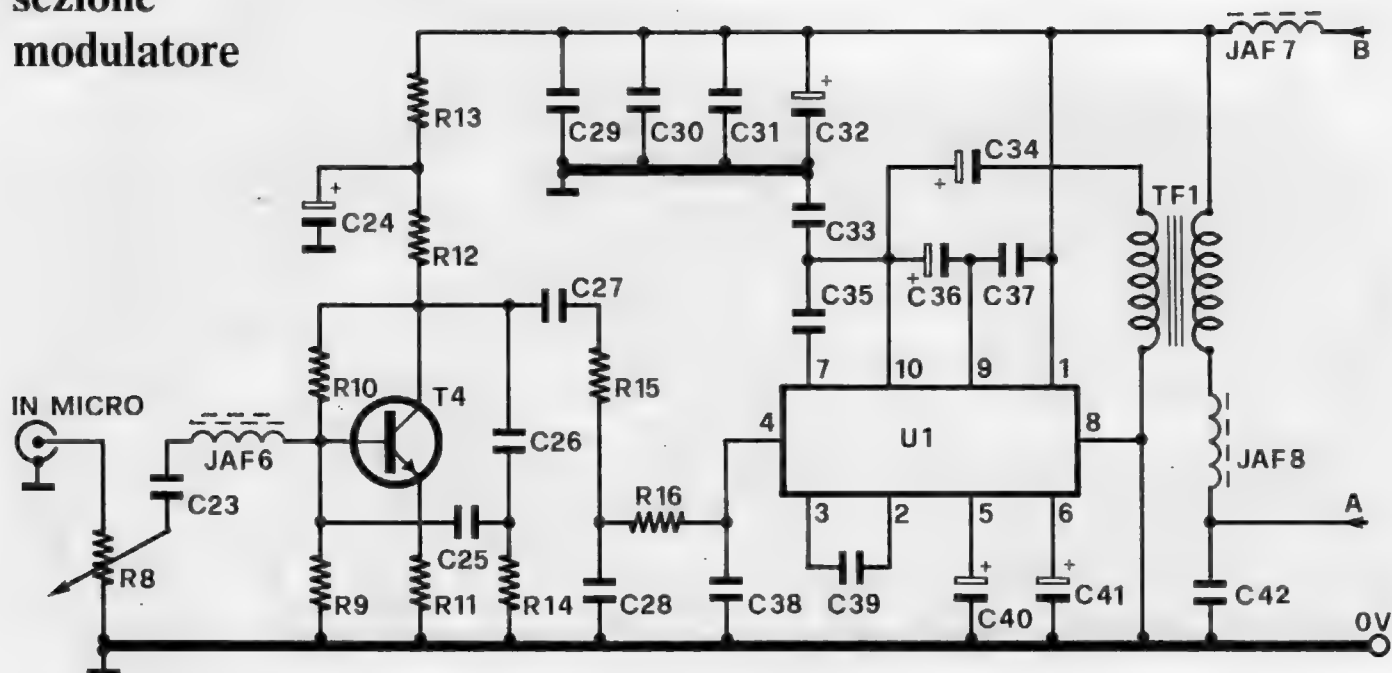 sezione
modulatore
JAF7
B
R13
C29
C30
C31
+
C32
C34
+
TF1
+
C24
R12
C33
C27
C35
+
C36
C37
R10
T4
R15
7
10
9
1
IN MICRO
C26
4
U1
8
JAF6
JAF8
C23
R16
3
2
5
6
A
C25
R8
R9
R11
R14
C28
C38
C39
+
C40
+
C41
C42
0V